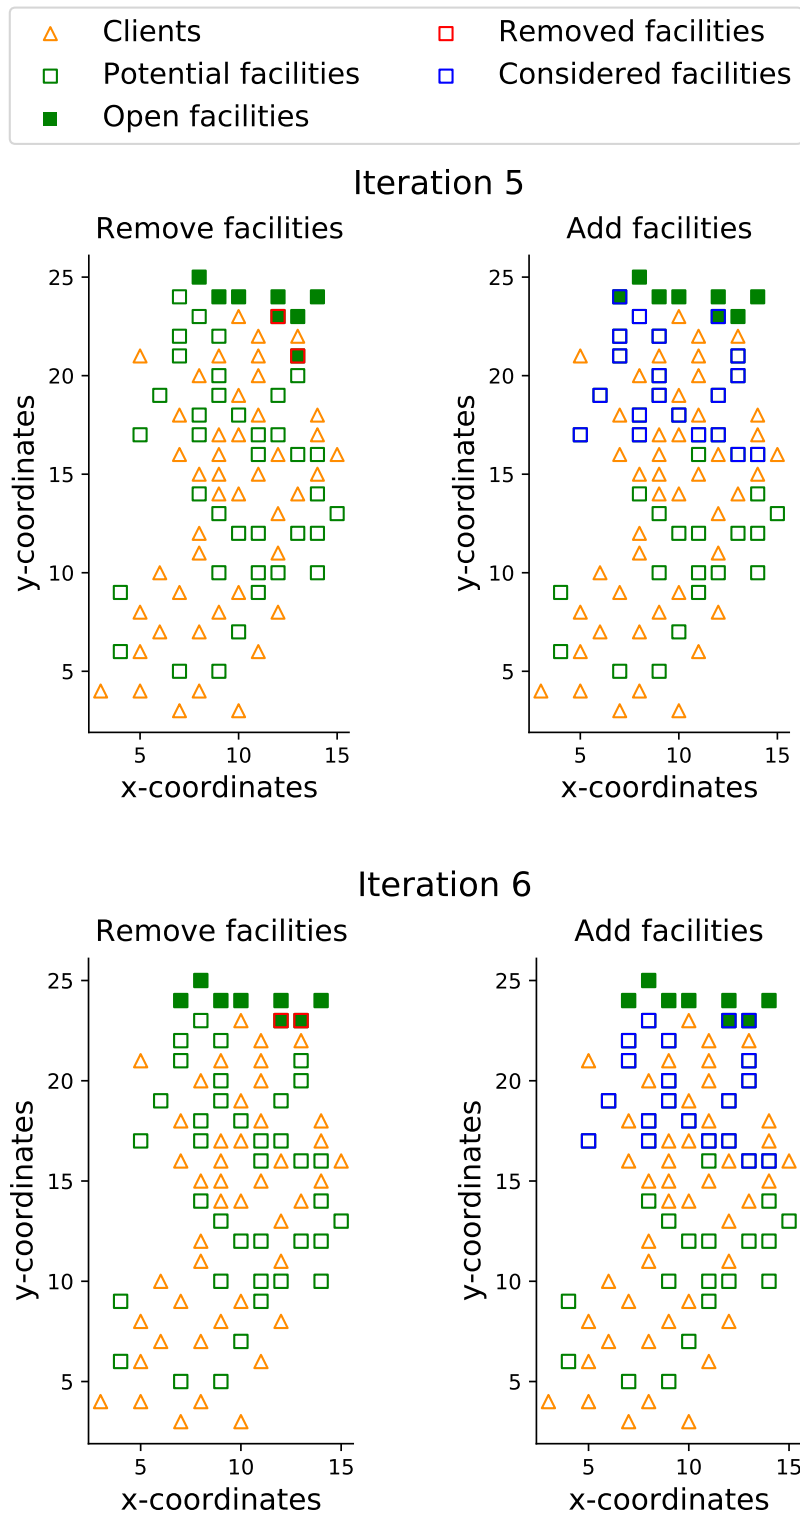 Clients
Removed facilities
Potential facilities
Considered facilities
Open facilities
Iteration 5
Remove facilities
Add facilities
25
20
15
10
5
y-coordinates
5 10 15
x-coordinates
25
20
15
10
5
y-coordinates
5 10 15
x-coordinates
Iteration 6
Remove facilities
Add facilities
25
20
15
10
5
y-coordinates
5 10 15
x-coordinates
25
20
15
10
5
y-coordinates
5 10 15
x-coordinates